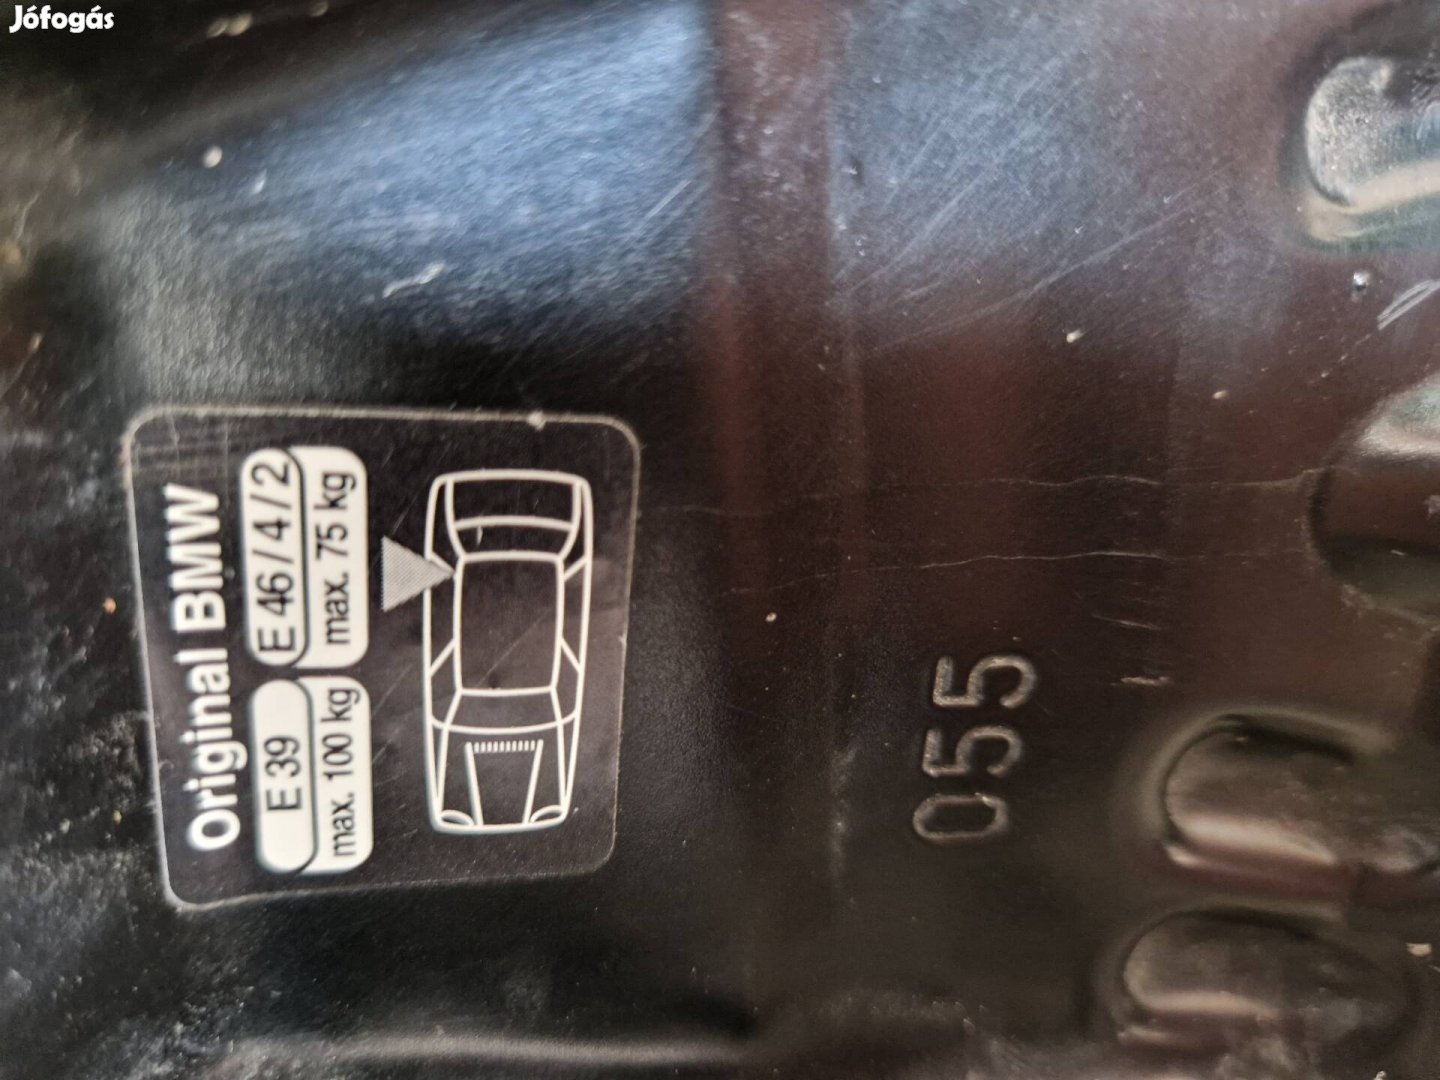 Jófogás
Original BMW
E 39
E 46 / 4 / 2
max. 100 kg
max. 75 kg
055